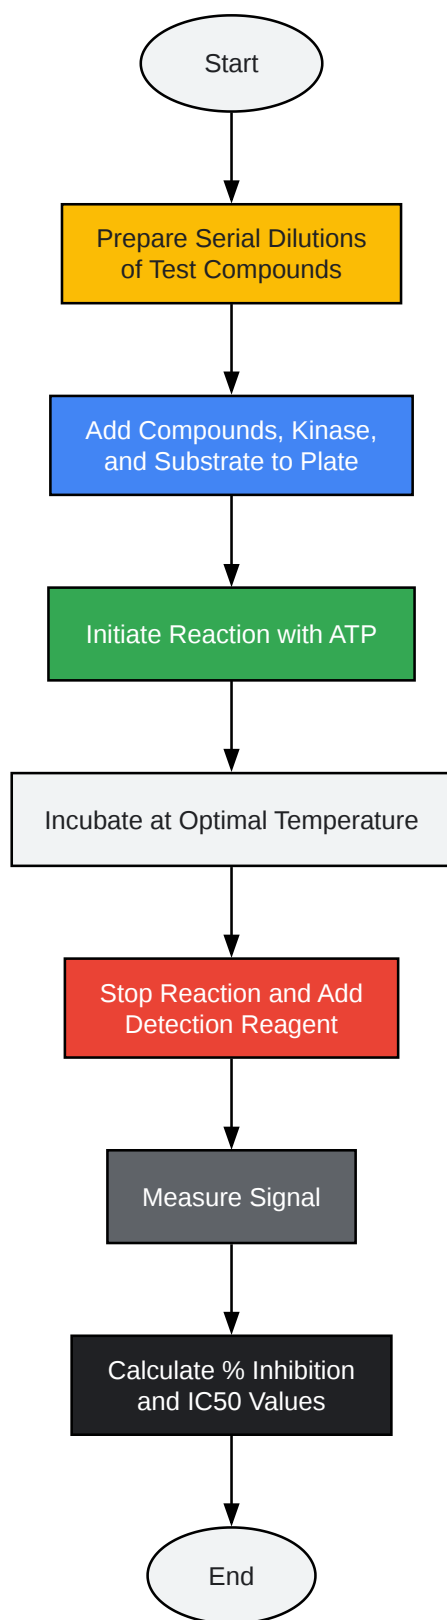 Start
Prepare Serial Dilutions
of Test Compounds
Add Compounds, Kinase,
and Substrate to Plate
Initiate Reaction with ATP
Incubate at Optimal Temperature
Stop Reaction and Add
Detection Reagent
Measure Signal
Calculate % Inhibition
and IC50 Values
End